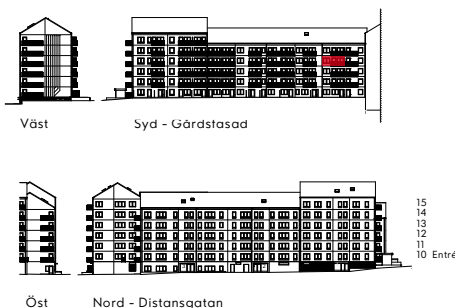 Väst
Syd - Gårdsfasad
15
14
13
12
11
10 Entré
Öst
Nord - Distansgatan